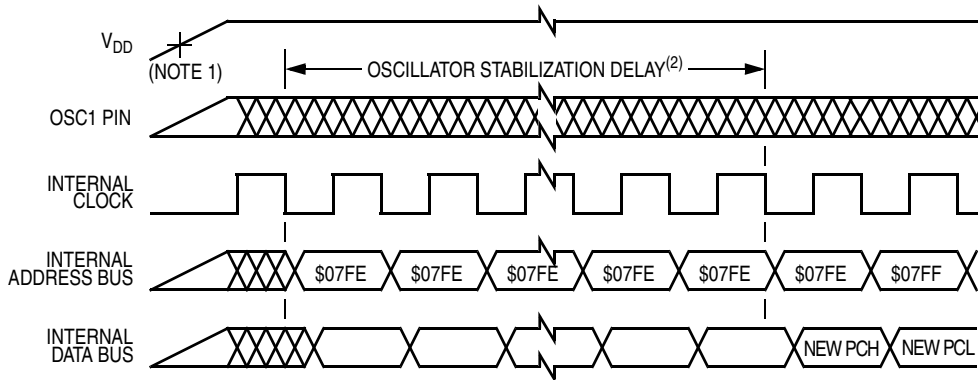 VDD
(NOTE 1)
OSCILLATOR STABILIZATION DELAY(2)
OSC1 PIN
INTERNAL
CLOCK
INTERNAL
ADDRESS BUS
$07FE $07FE $07FE $07FE $07FE $07FE $07FF
INTERNAL
DATA BUS
NEW PCH NEW PCL